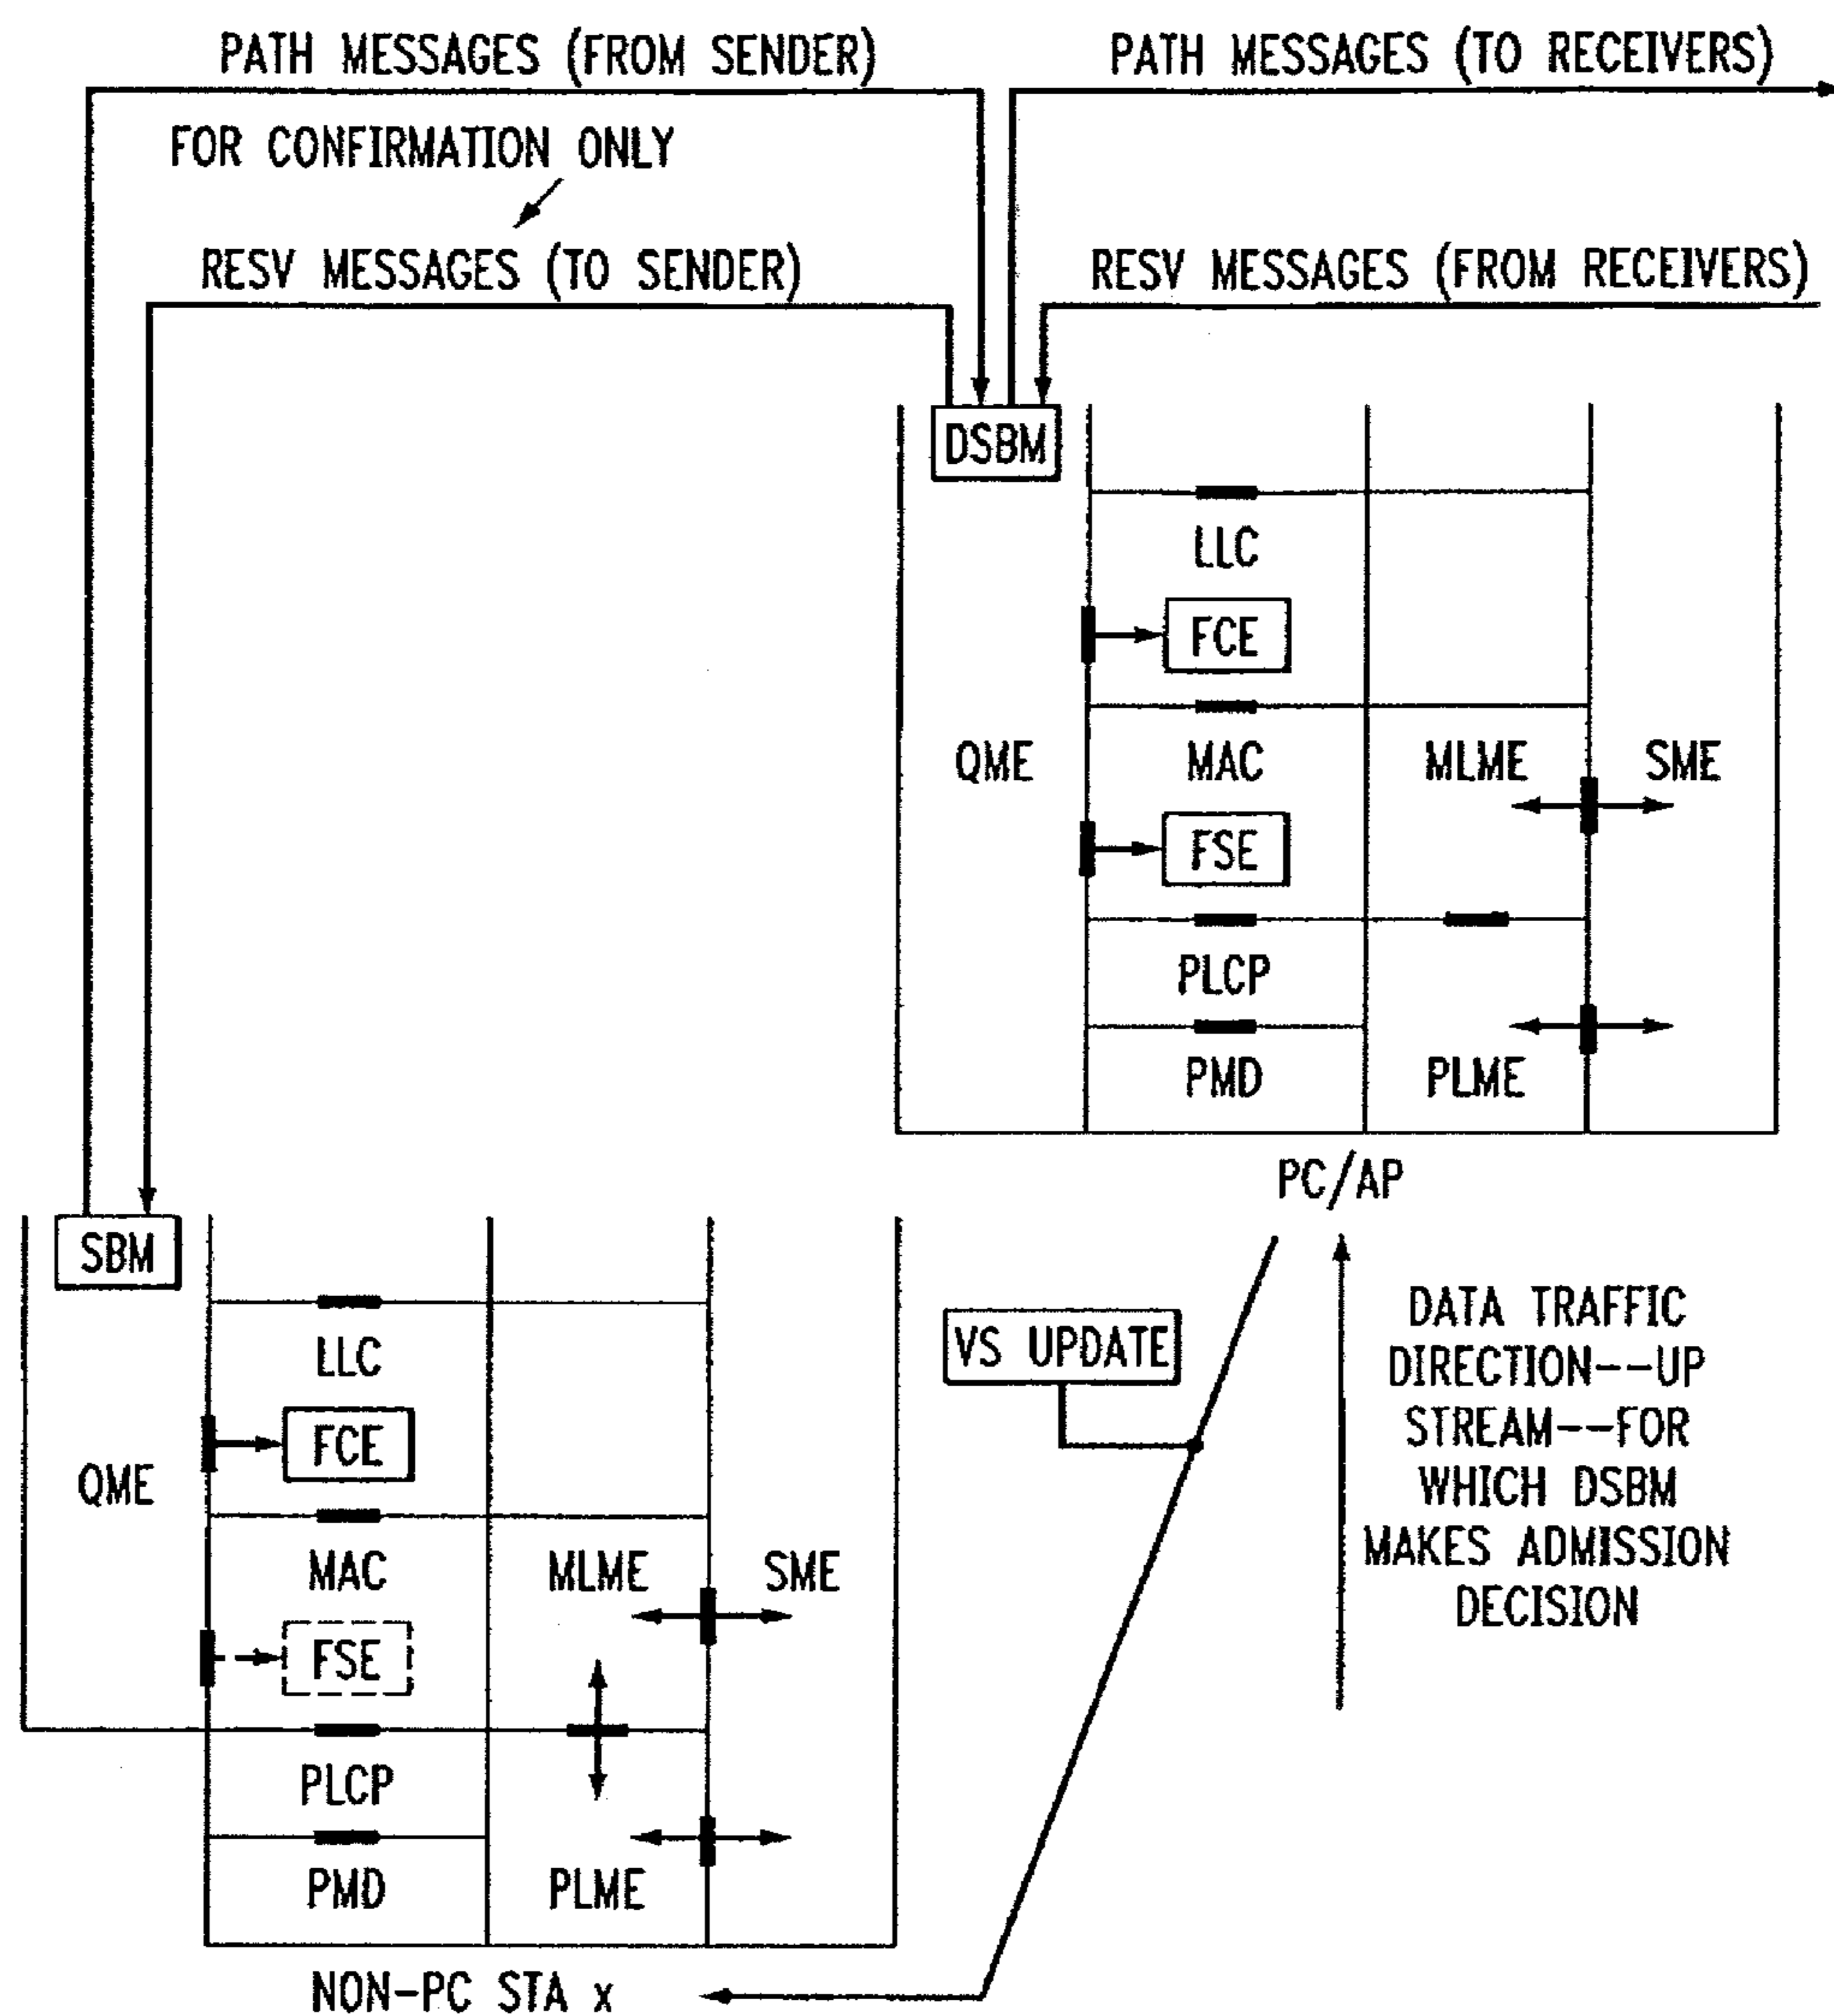 PATH MESSAGES (FROM SENDER)
PATH MESSAGES (TO RECEIVERS)
FOR CONFIRMATION ONLY
RESV MESSAGES (TO SENDER)
RESV MESSAGES (FROM RECEIVERS)
DSBM
LLC
FCE
QME
MAC
MLME
SME
FSE
PLCP
PMD
PLME
PC/AP
SBM
LLC
FCE
QME
MAC
MLME
SME
FSE
PLCP
PMD
PLME
NON-PC STA x
VS UPDATE
DATA TRAFFIC
DIRECTION--UP
STREAM--FOR
WHICH DSBM
MAKES ADMISSION
DECISION